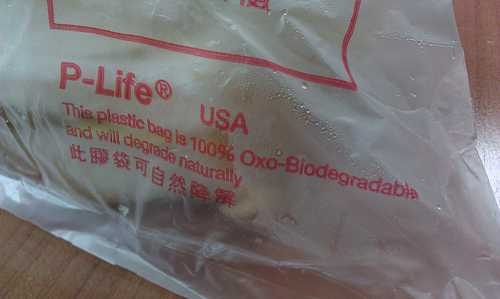 P-Life® USA
This plastic bag is 100% Oxo-Biodegradable
and will degrade naturally
此膠袋可自然降解